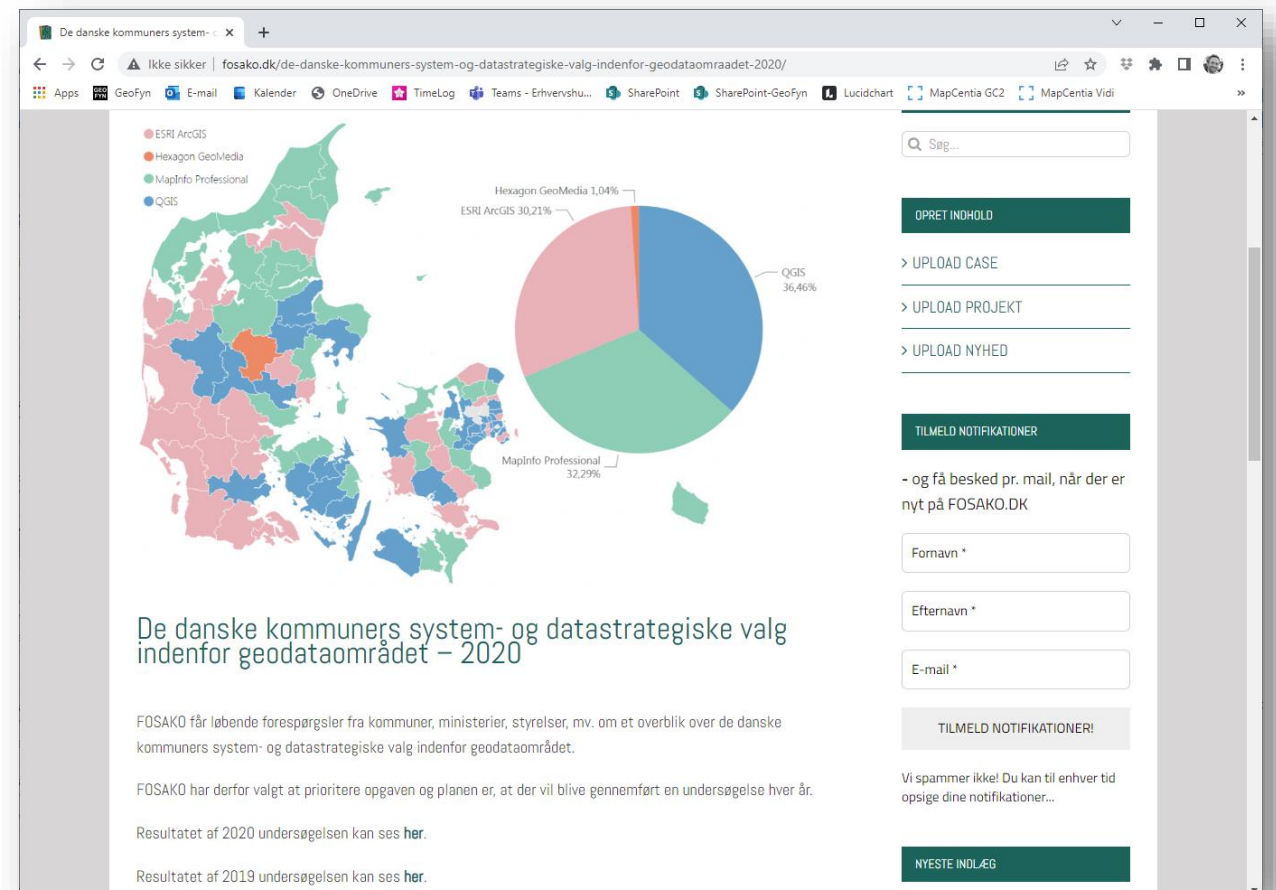 De danske kommuners system-
Ikke sikker | fosako.dk/de-danske-kommuners-system-og-datastrategiske-valg-indenfor-geodataomraadet-2020/
Apps
GEO FYN
GeoFyn
E-mail
Kalender
OneDrive
TimeLog
Teams - Erhvervshu...
SharePoint
SharePoint-GeoFyn
Lucidchart
MapCentia GC2
MapCentia Vidi
»
ESRI ArcGIS
Hexagon GeoMedia
MapInfo Professional
QGIS
Hexagon GeoMedia 1,04%
ESRI ArcGIS 30,21%
QGIS
36,46%
MapInfo Professional
32,29%
De danske kommuners system- og datastrategiske valg
indenfor geodataområdet – 2020
FOSAKO får løbende forespørgsler fra kommuner, ministerier, styrelser, mv. om et overblik over de danske
kommuners system- og datastrategiske valg indenfor geodataområdet.
FOSAKO har derfor valgt at prioritere opgaven og planen er, at der vil blive gennemført en undersøgelse hver år.
Resultatet af 2020 undersøgelsen kan ses her.
Resultatet af 2019 undersøgelsen kan ses her.
Søg...
OPRET INDHOLD
> UPLOAD CASE
> UPLOAD PROJEKT
> UPLOAD NYHED
TILMELD NOTIFIKATIONER
- og få besked pr. mail, når der er
nyt på FOSAKO.DK
Fornavn *
Efternavn *
E-mail *
TILMELD NOTIFIKATIONER!
Vi spammer ikke! Du kan til enhver tid
opsige dine notifikationer...
NYESTE INDLÆG